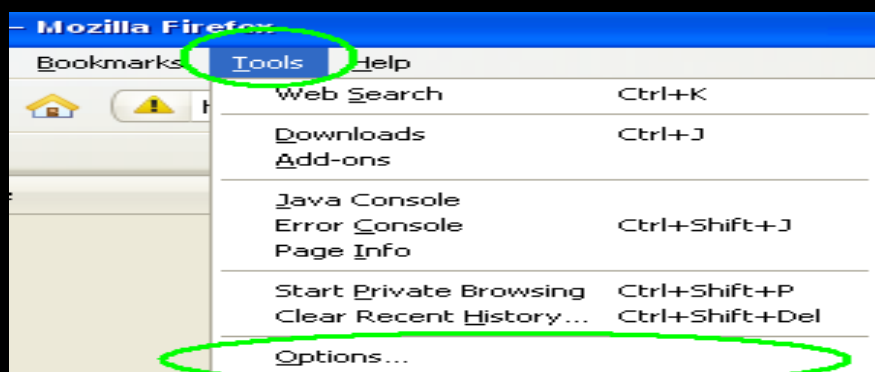 - Mozilla Firefox
Bookmarks Tools Help
Web Search Ctrl+K
Downloads Ctrl+J
Add-ons
Java Console
Error Console Ctrl+Shift+J
Page Info
Start Private Browsing Ctrl+Shift+P
Clear Recent History... Ctrl+Shift+Del
Options...